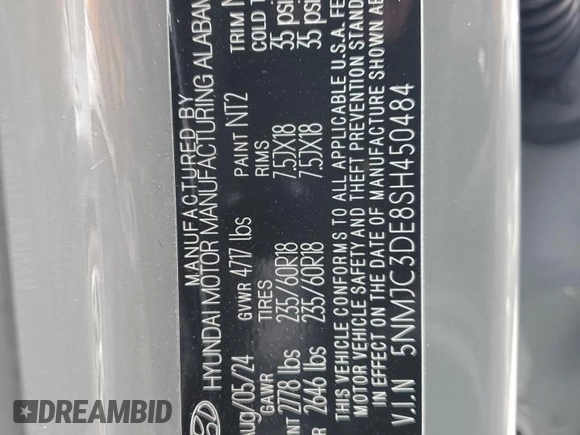 MANUFACTURED BY
HYUNDAI MOTOR MANUFACTURING ALABAM
Aug/05/24 GVWR 4717 lbs PAINT NT2 TRIM
GAWR TIRES RIMS COLD
2778 lbs 235/60R18 7.5JX18 35 psi
2646 lbs 235/60R18 7.5JX18 35 psi
THIS VEHICLE CONFORMS TO ALL APPLICABLE U.S.A. FE
MOTOR VEHICLE SAFETY AND THEFT PREVENTION STAND
IN EFFECT ON THE DATE OF MANUFACTURE SHOWN AB
V.I.N 5NMJC3DE8SH450484
DREAMBID